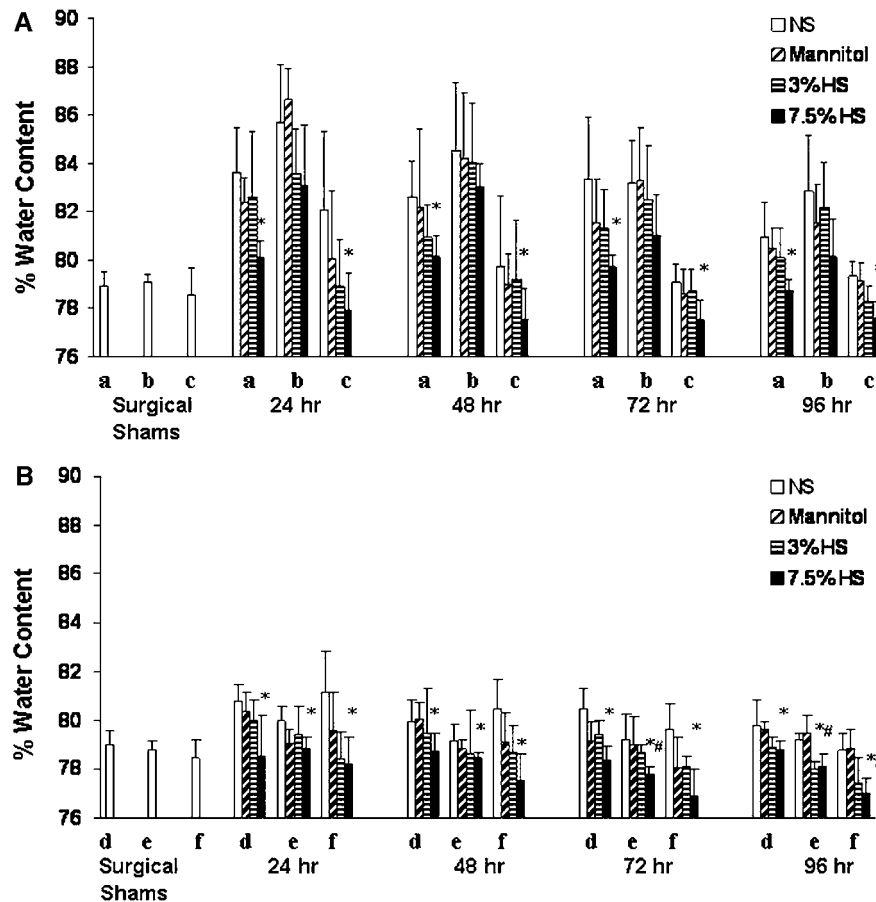 A
90
88
86
84
82
80
78
76
% Water Content
NS
Mannitol
3%HS
7.5%HS
* * * * * * * *
a b c a b c a b c a b c a b c
Surgical Shams 24 hr 48 hr 72 hr 96 hr
B
90
88
86
84
82
80
78
76
% Water Content
NS
Mannitol
3%HS
7.5%HS
* * * * * * * *# * * *# *
d e f d e f d e f d e f d e f
Surgical Shams 24 hr 48 hr 72 hr 96 hr